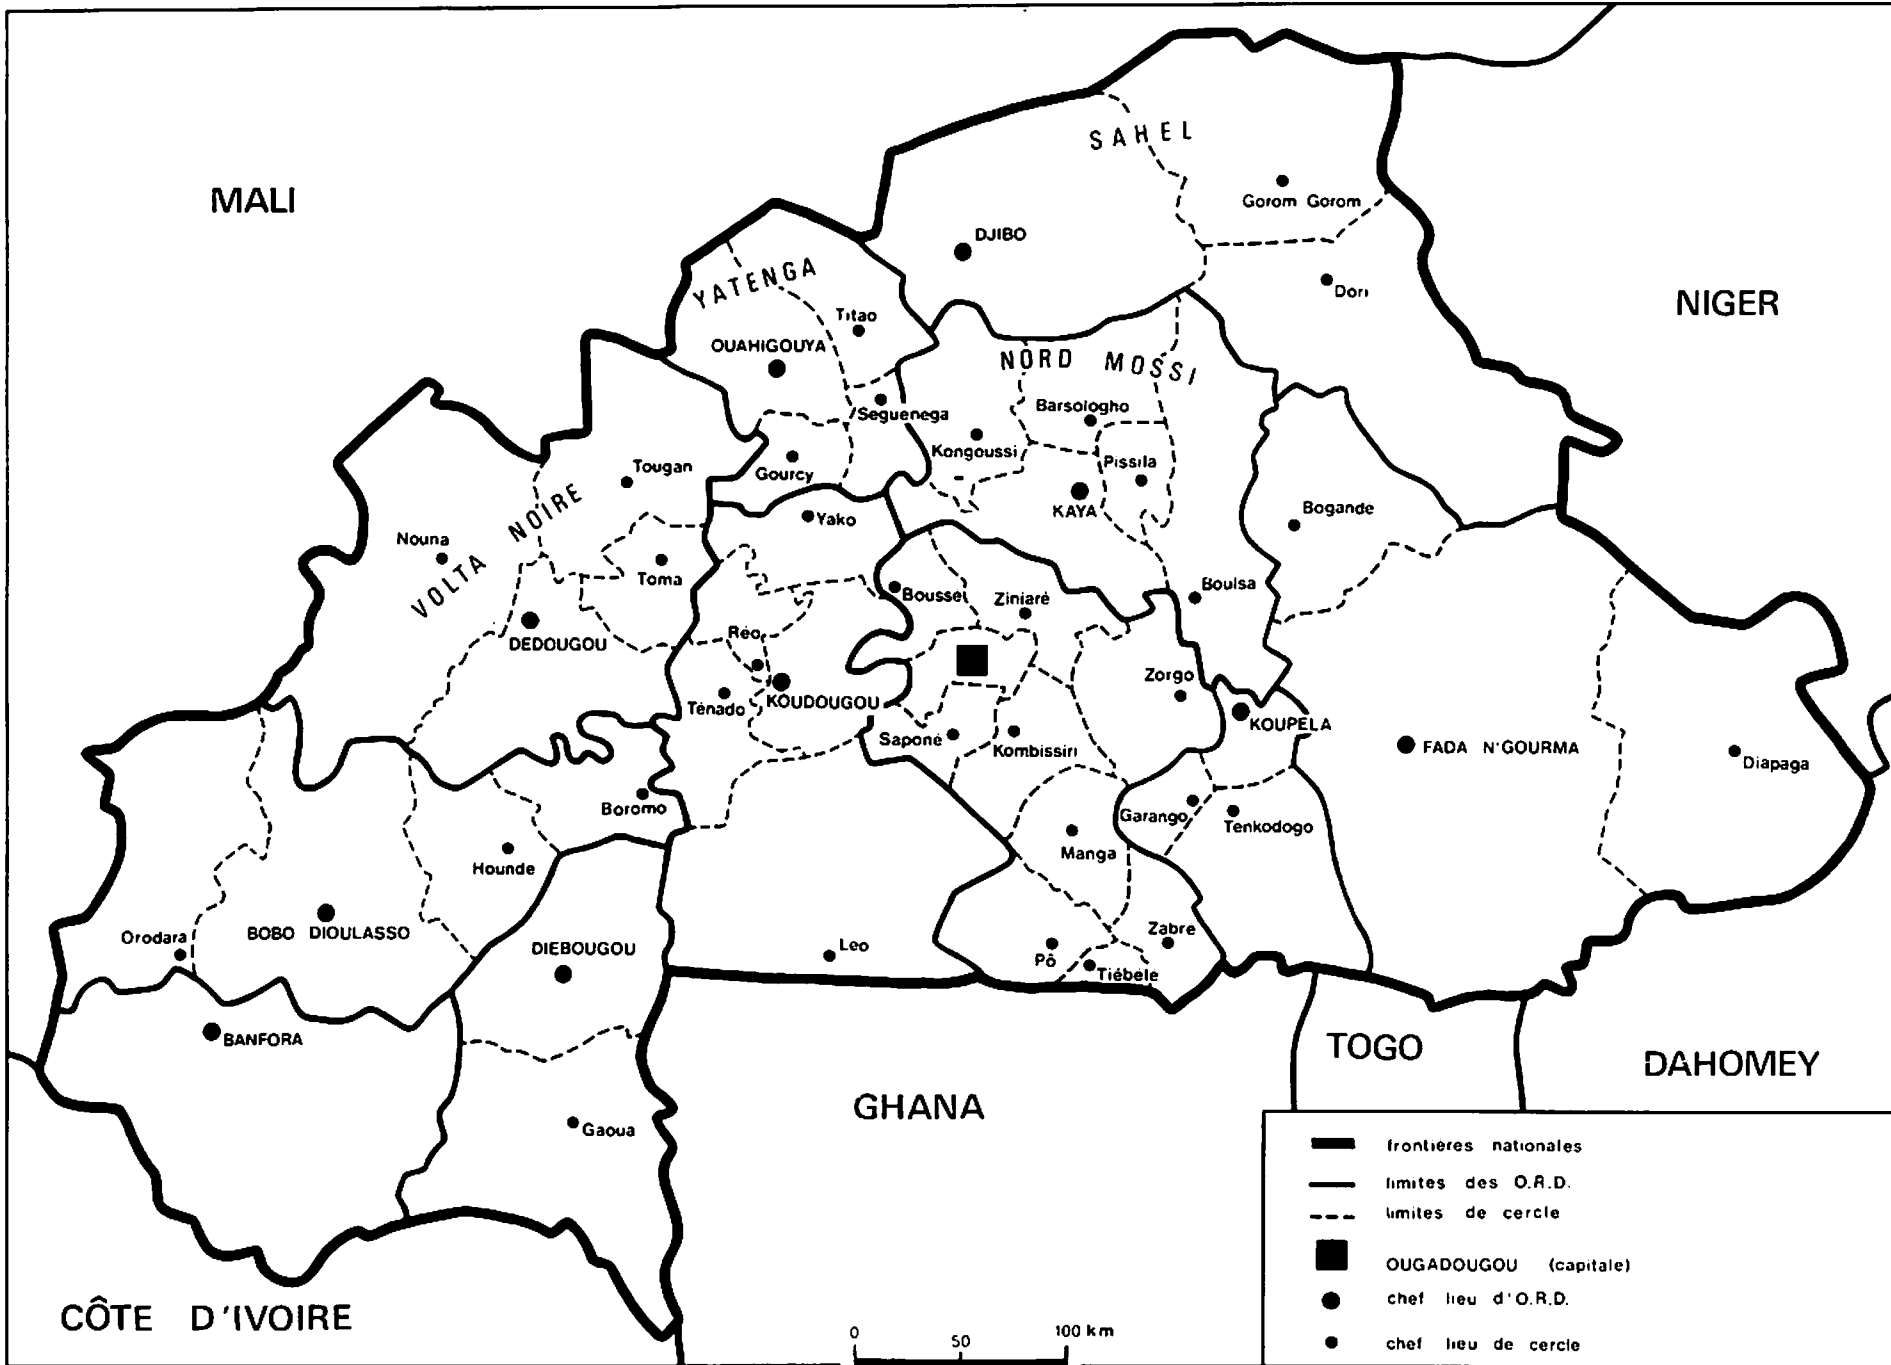 SAHEL
MALI
Gorom Gorom
DJIBO
YATENGA
Dori
NIGER
Titao
OUAHIGOUYA
NORD MOSSI
Seguenega
Barsologho
Kongoussi
Tougan
Gourcy
Pissila
VOLTA NOIRE
KAYA
Bogande
Yako
Nouna
Toma
Bousse
Ziniaré
Boulsa
DEDOUGOU
Réo
Zorgo
Tenado
KOUDOUGOU
KOUPELA
Saponé
Kombissiri
FADA N'GOURMA
Diapaga
Boromo
Garango
Tenkodogo
Manga
Hounde
Orodara
BOBO DIOULASSO
DIEBOUGOU
Leo
Zabre
Pô
Tiébele
BANFORA
TOGO
DAHOMEY
GHANA
Gaoua
CÔTE D'IVOIRE
frontières nationales
limites des O.R.D.
limites de cercle
OUGADOUGOU (capitale)
chef lieu d'O.R.D.
chef lieu de cercle
0 50 100 km